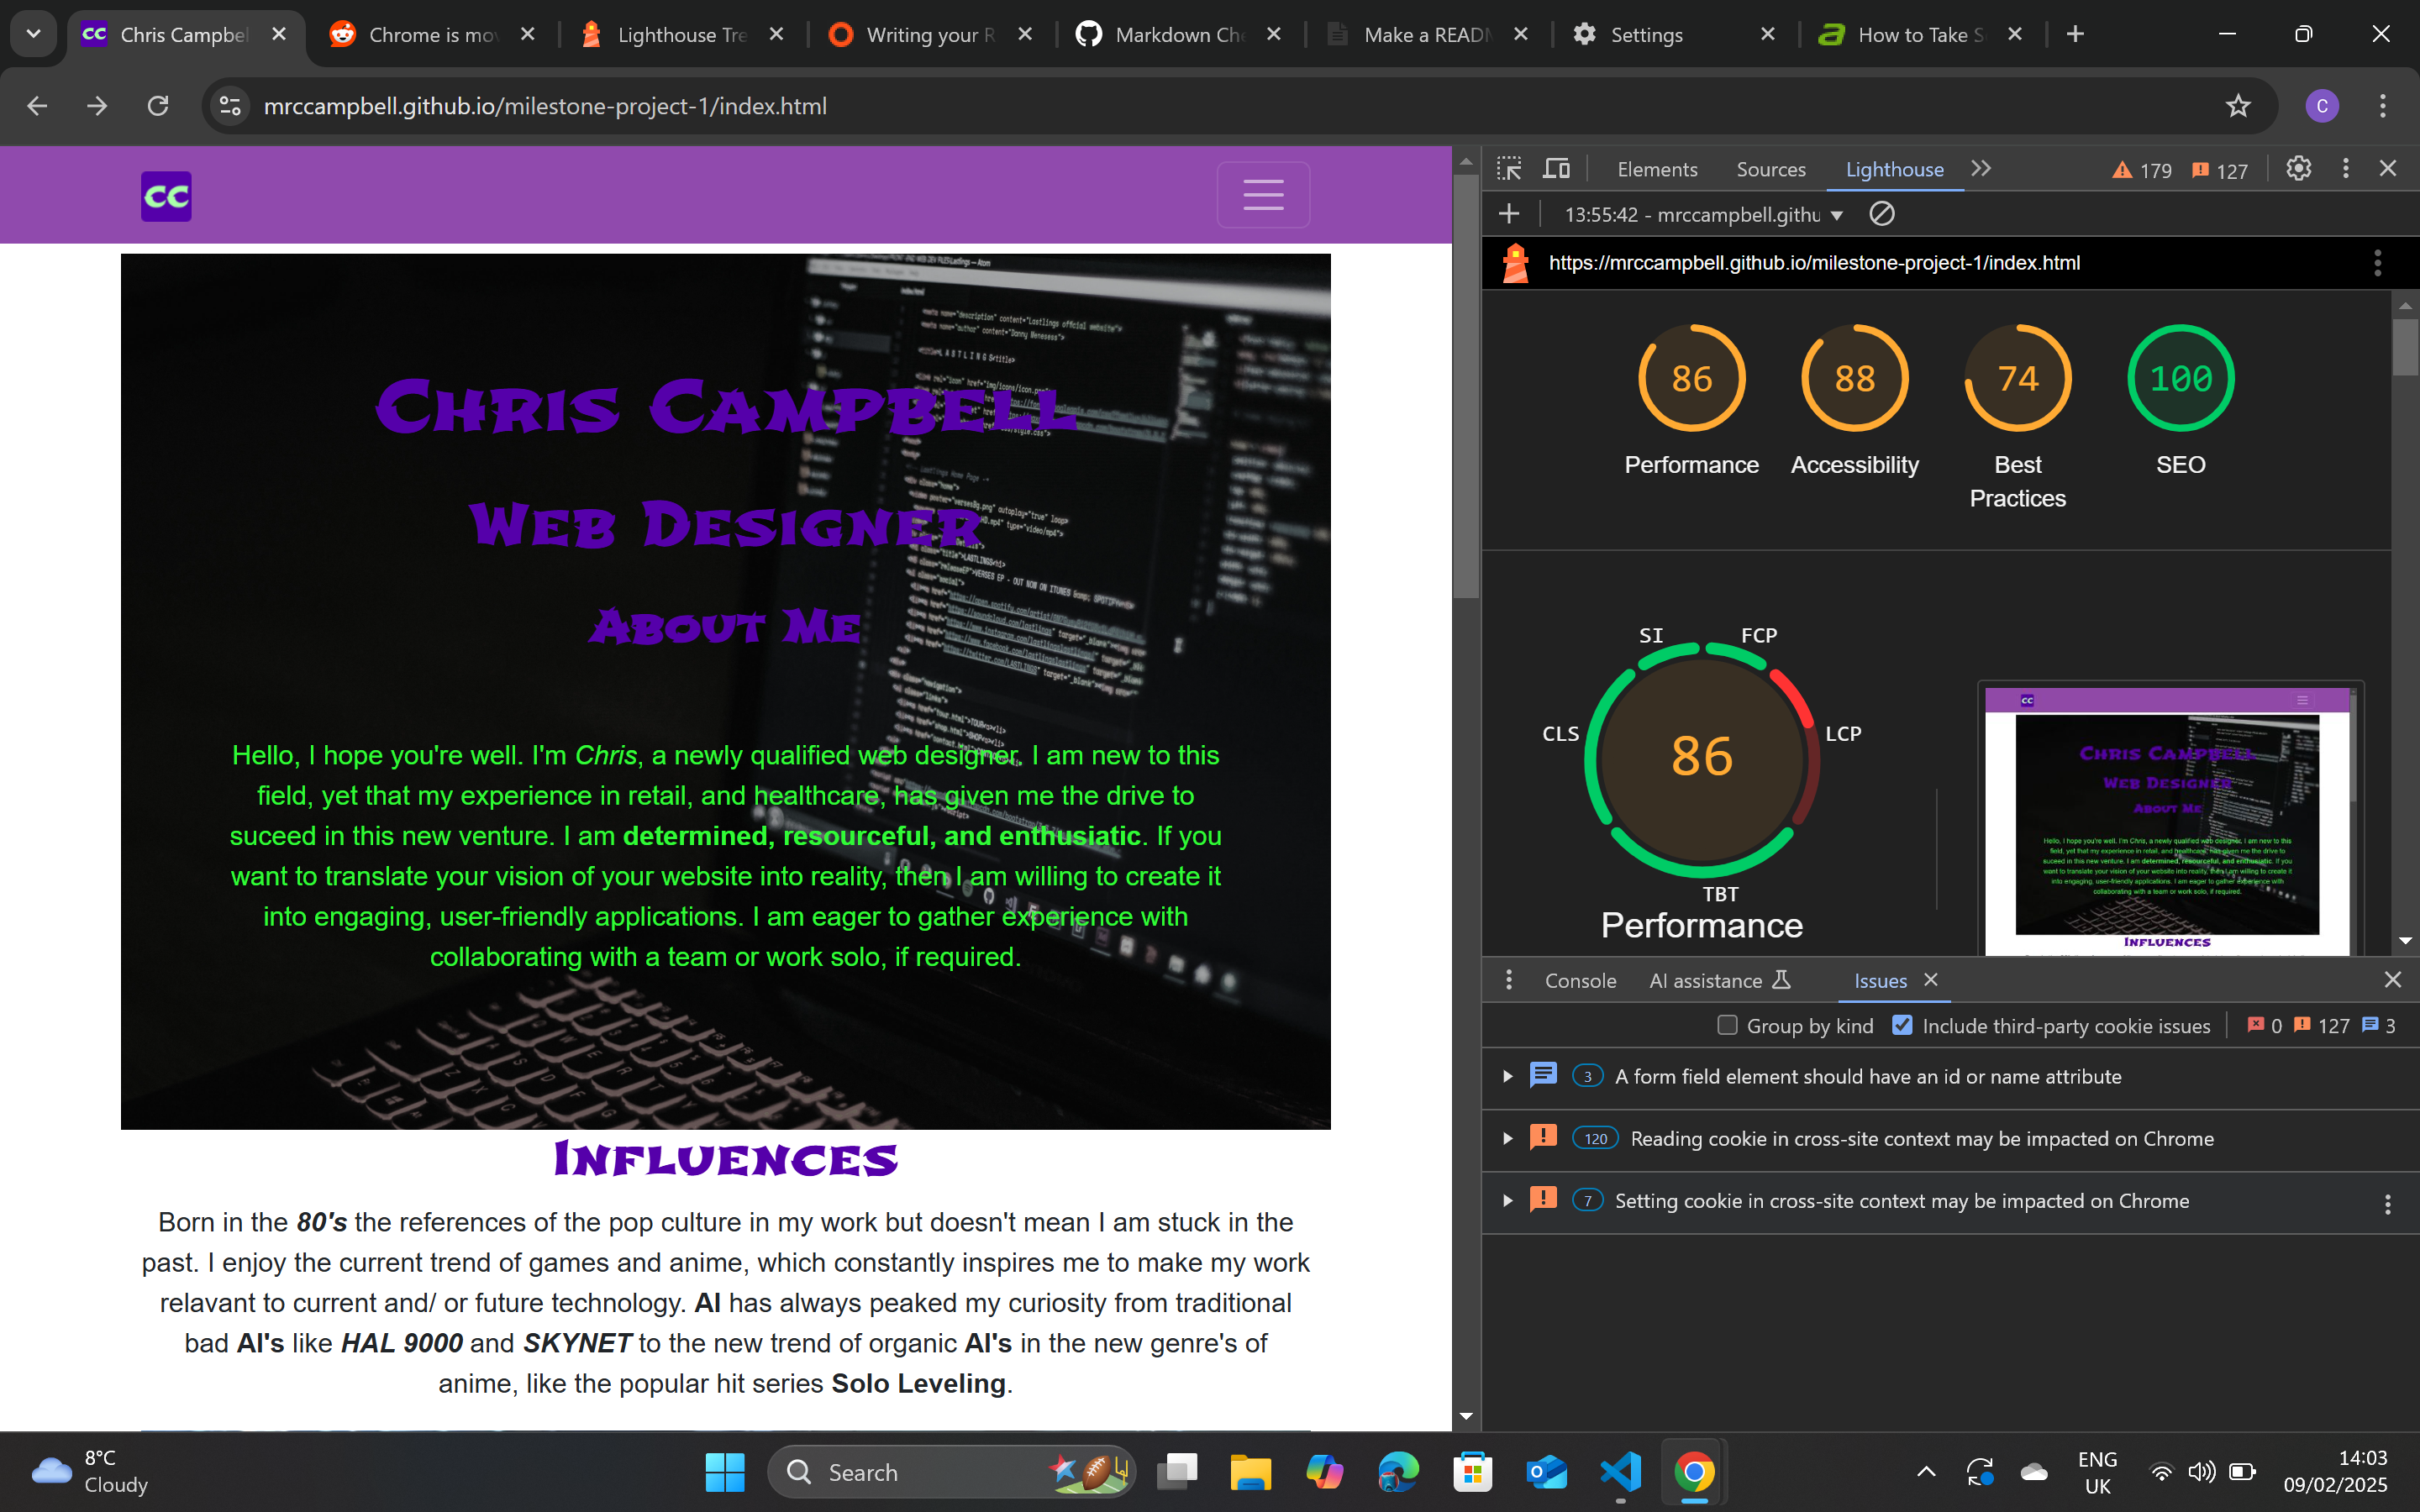 Chris Campbel
Chrome is mov
Lighthouse Tre
Writing your R
Markdown Che
Make a READM
Settings
How to Take S
mrccampbell.github.io/milestone-project-1/index.html
C
CC
Chris Campbell
Web Designer
About Me
Hello, I hope you're well. I'm Chris, a newly qualified web designer. I am new to this
field, yet that my experience in retail, and healthcare, has given me the drive to
suceed in this new venture. I am determined, resourceful, and enthusiatic. If you
want to translate your vision of your website into reality, then I am willing to create it
into engaging, user-friendly applications. I am eager to gather experience with
collaborating with a team or work solo, if required.
Influences
Born in the 80's the references of the pop culture in my work but doesn't mean I am stuck in the
past. I enjoy the current trend of games and anime, which constantly inspires me to make my work
relavant to current and/ or future technology. AI has always peaked my curiosity from traditional
bad AI's like HAL 9000 and SKYNET to the new trend of organic AI's in the new genre's of
anime, like the popular hit series Solo Leveling.
Elements Sources Lighthouse 179 127
13:55:42 - mrccampbell.githu
https://mrccampbell.github.io/milestone-project-1/index.html
86 88 74 100
Performance Accessibility Best SEO
Practices
SI FCP
CLS LCP
86
TBT
Performance
Console AI assistance Issues
Group by kind Include third-party cookie issues 0 127 3
3 A form field element should have an id or name attribute
120 Reading cookie in cross-site context may be impacted on Chrome
7 Setting cookie in cross-site context may be impacted on Chrome
8°C
Cloudy
Search
ENG
UK
14:03
09/02/2025